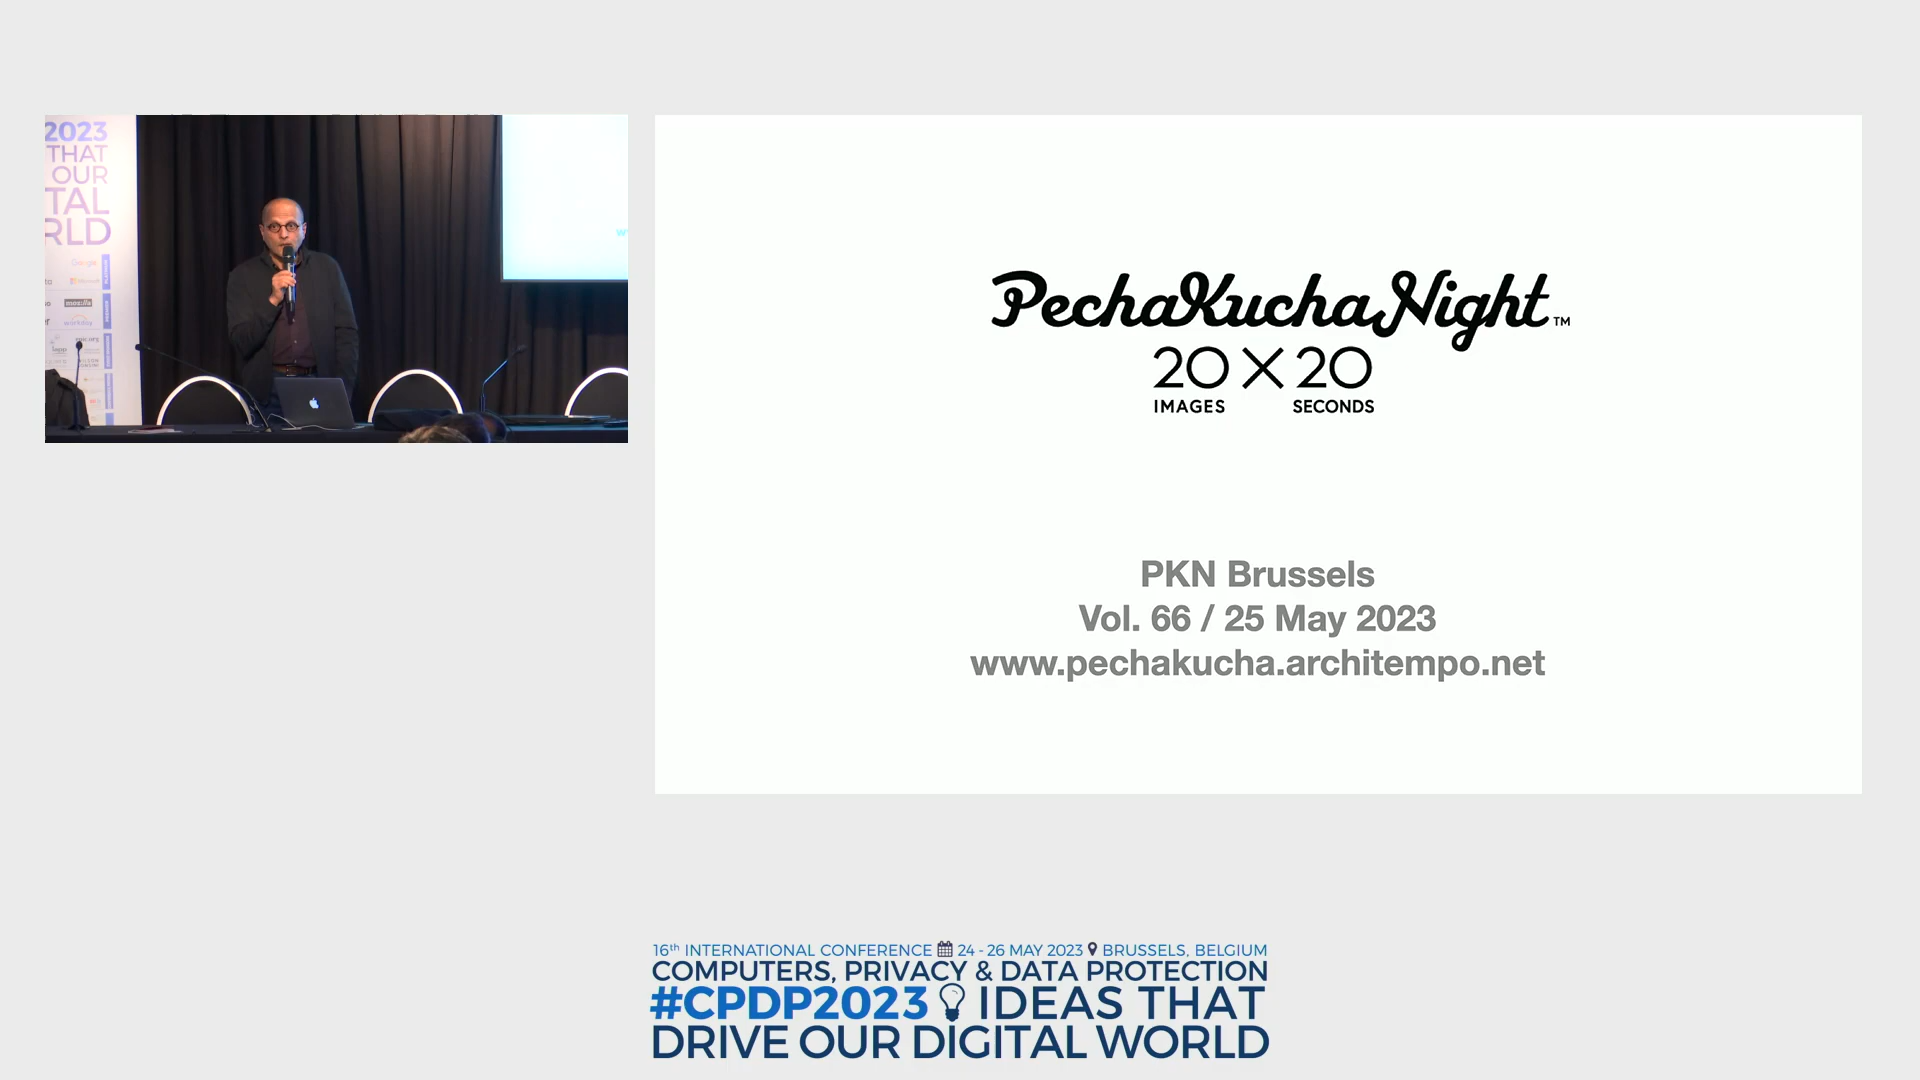 2023
THAT
OUR
TAL
RLD
Google
mozilla
PechaKuchaNight™
20 X 20
IMAGES SECONDS
PKN Brussels
Vol. 66 / 25 May 2023
www.pechakucha.architempo.net
16th INTERNATIONAL CONFERENCE 24 - 26 MAY 2023 BRUSSELS, BELGIUM
COMPUTERS, PRIVACY & DATA PROTECTION
#CPDP2023 IDEAS THAT
DRIVE OUR DIGITAL WORLD